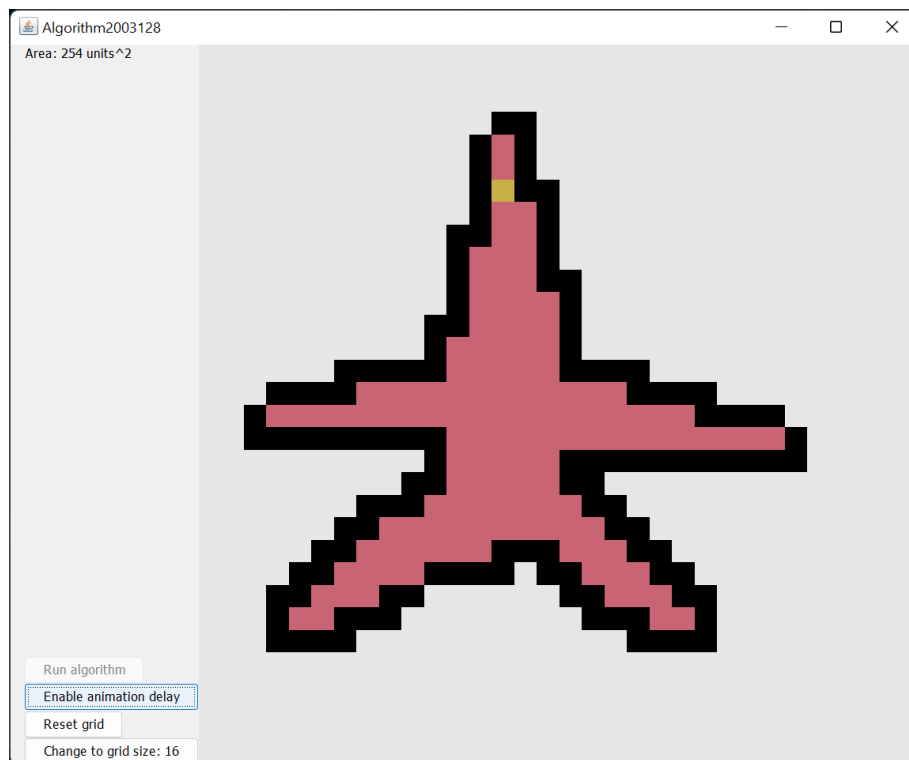 Algorithm2003128
Area: 254 units^2
Run algorithm
Enable animation delay
Reset grid
Change to grid size: 16